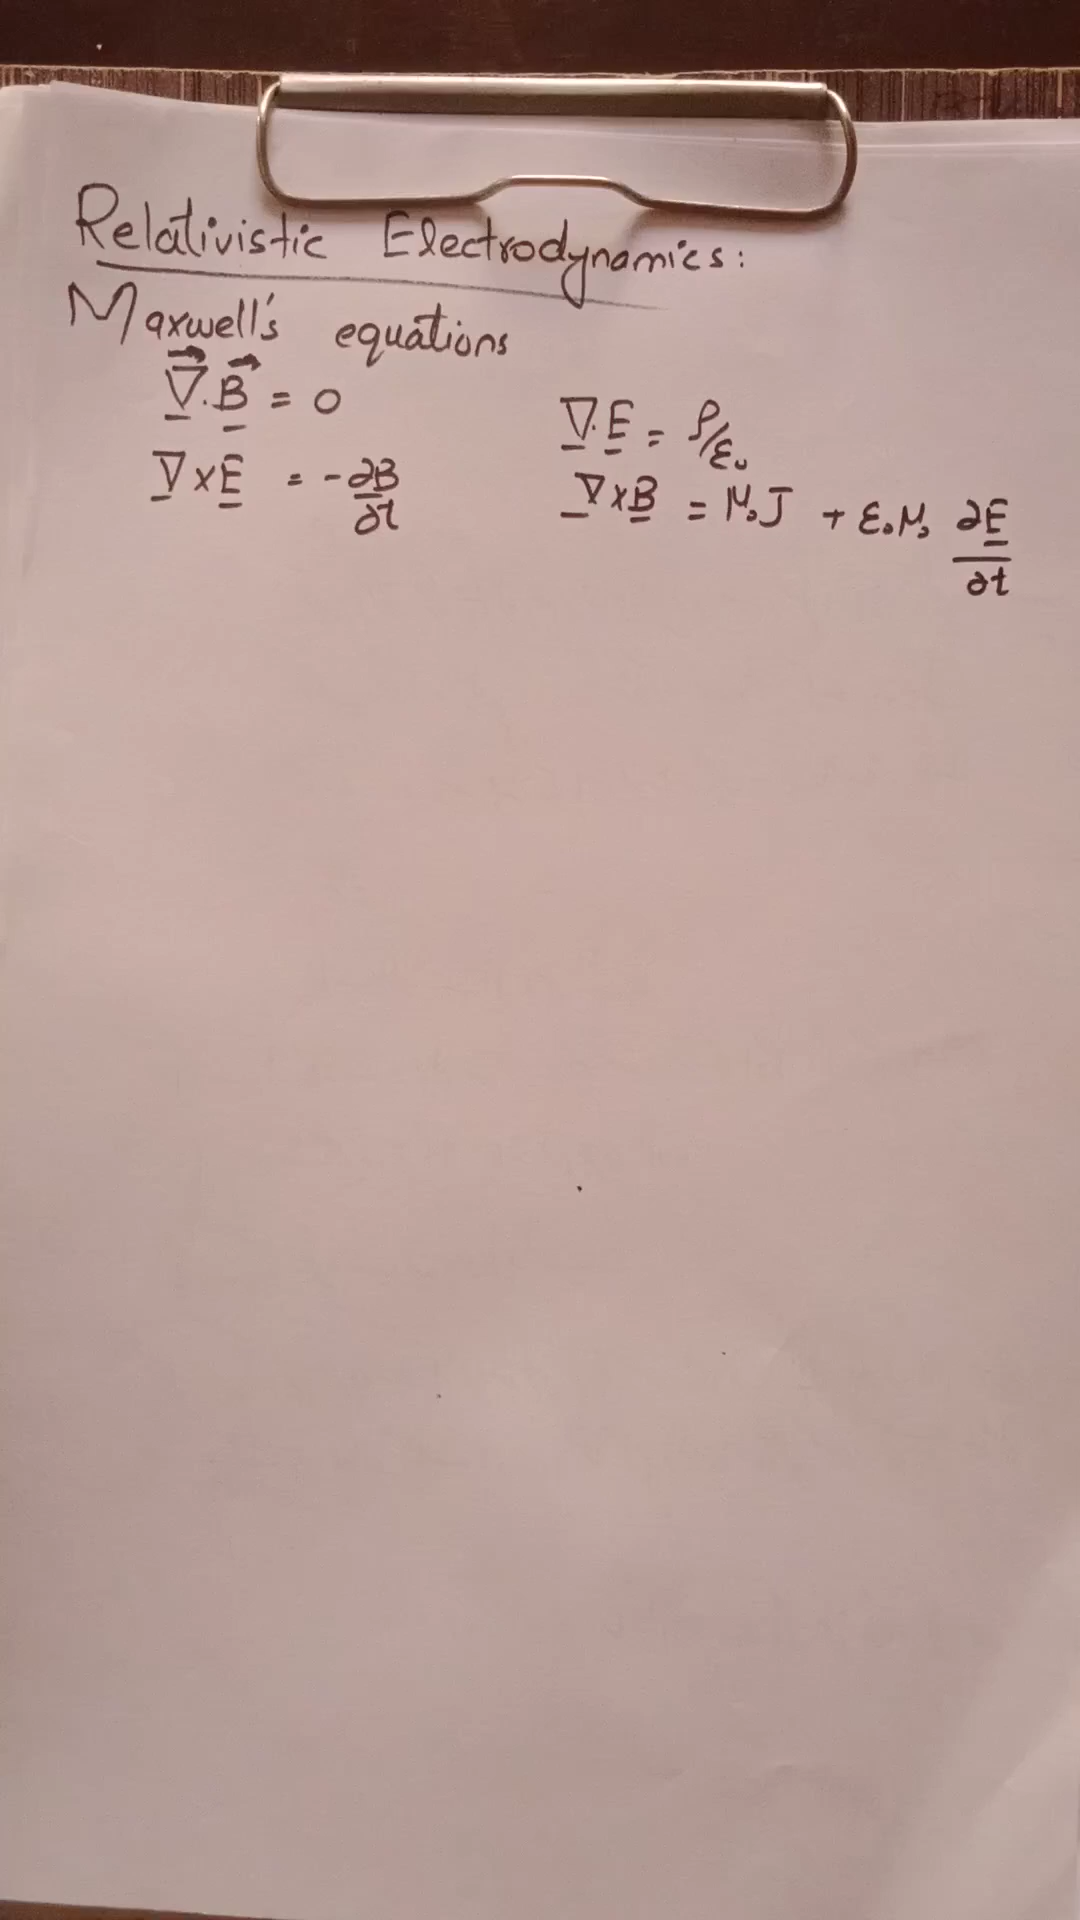 Relativistic Electrodynamics:
Maxwell's equations
∇⃗.B⃗ = 0
∇.E = ρ/ε₀
∇×E = -∂B/∂t
∇×B = μ₀J + ε₀μ₀ ∂E/∂t